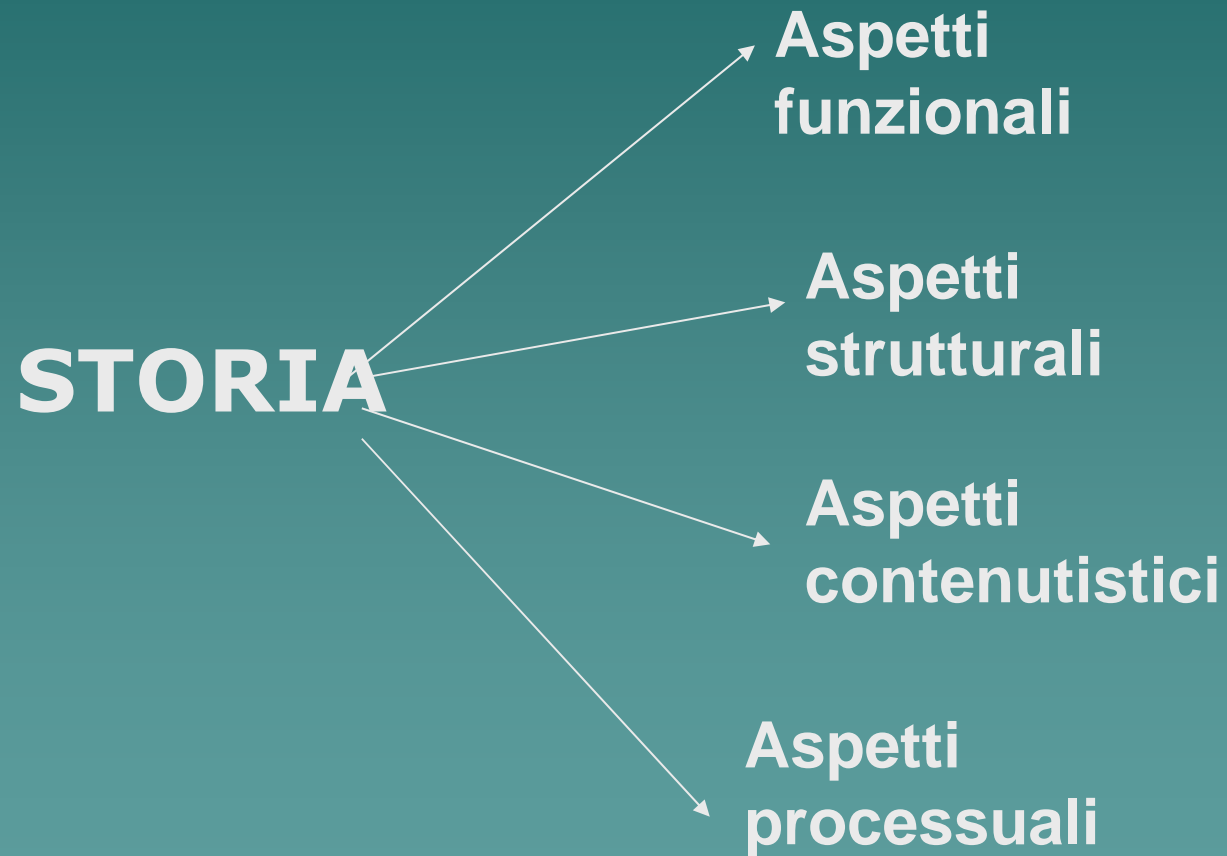 STORIA
Aspetti
funzionali
Aspetti
strutturali
Aspetti
contenutistici
Aspetti
processuali